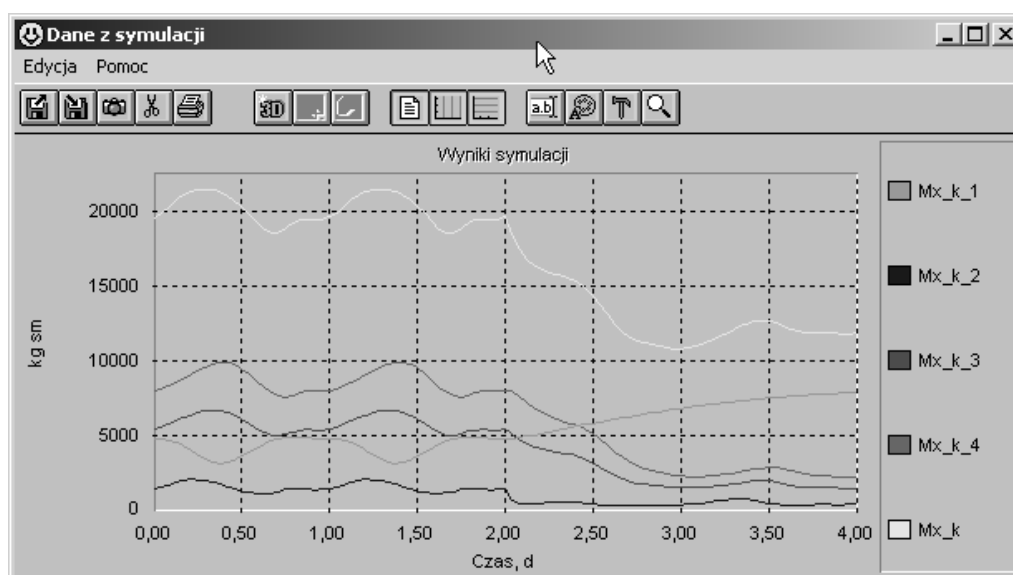 Dane z symulacji
Edycja Pomoc
3D
a.b
A
Wyniki symulacji
20000
15000
10000
5000
0
kg sm
0,00 0,50 1,00 1,50 2,00 2,50 3,00 3,50 4,00
Czas, d
Mx_k_1
Mx_k_2
Mx_k_3
Mx_k_4
Mx_k